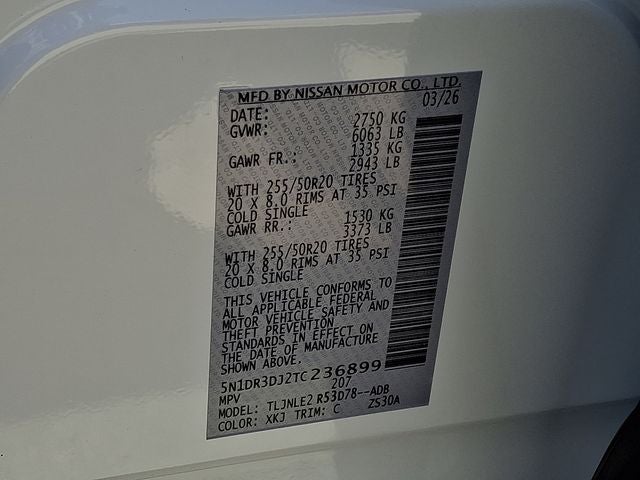 MFD BY NISSAN MOTOR CO., LTD.
DATE: 03/26
GVWR: 2750 KG
6063 LB
GAWR FR.: 1335 KG
2943 LB
WITH 255/50R20 TIRES
20 X 8.0 RIMS AT 35 PSI
COLD SINGLE
GAWR RR.: 1530 KG
3373 LB
WITH 255/50R20 TIRES
20 X 8.0 RIMS AT 35 PSI
COLD SINGLE
THIS VEHICLE CONFORMS TO
ALL APPLICABLE FEDERAL
MOTOR VEHICLE SAFETY AND
THEFT PREVENTION
STANDARDS IN EFFECT ON
THE DATE OF MANUFACTURE
SHOWN ABOVE.
5N1DR3DJ2TC236899
MPV 207
MODEL: TLJNLE2 R53D78--ADB
COLOR: XKJ TRIM: C ZS30A